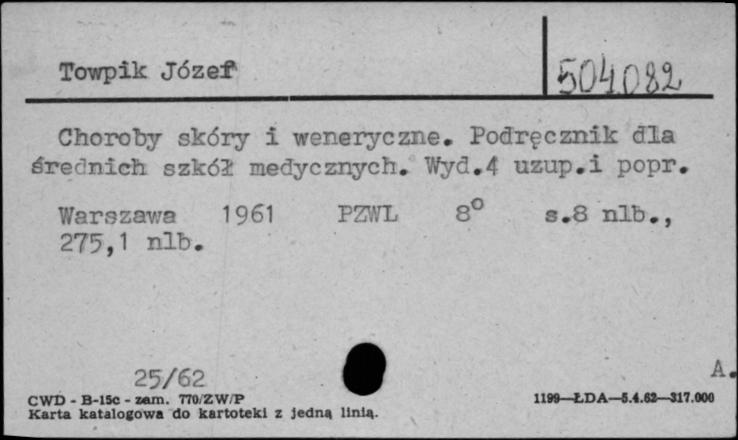 Towpik Józef
504082
Choroby skóry i weneryczne. Podręcznik dla
średnich szkół medycznych. Wyd.4 uzup.i popr.
Warszawa 1961 PZWL 8° s.8 nlb.,
275,1 nlb.
25/62
A.
CWD - B-15c - zam. 770/ZW/P
1199—ŁDA—5.4.62—317.000
Karta katalogowa do kartoteki z jedną linią.